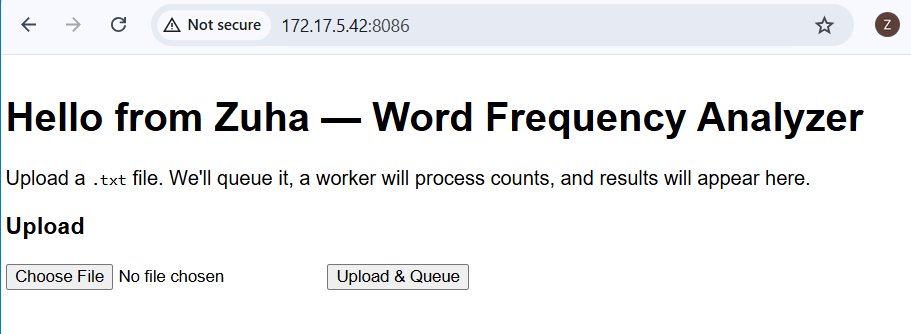 Not secure 172.17.5.42:8086 Z
Hello from Zuha — Word Frequency Analyzer
Upload a .txt file. We'll queue it, a worker will process counts, and results will appear here.
Upload
Choose File No file chosen Upload & Queue